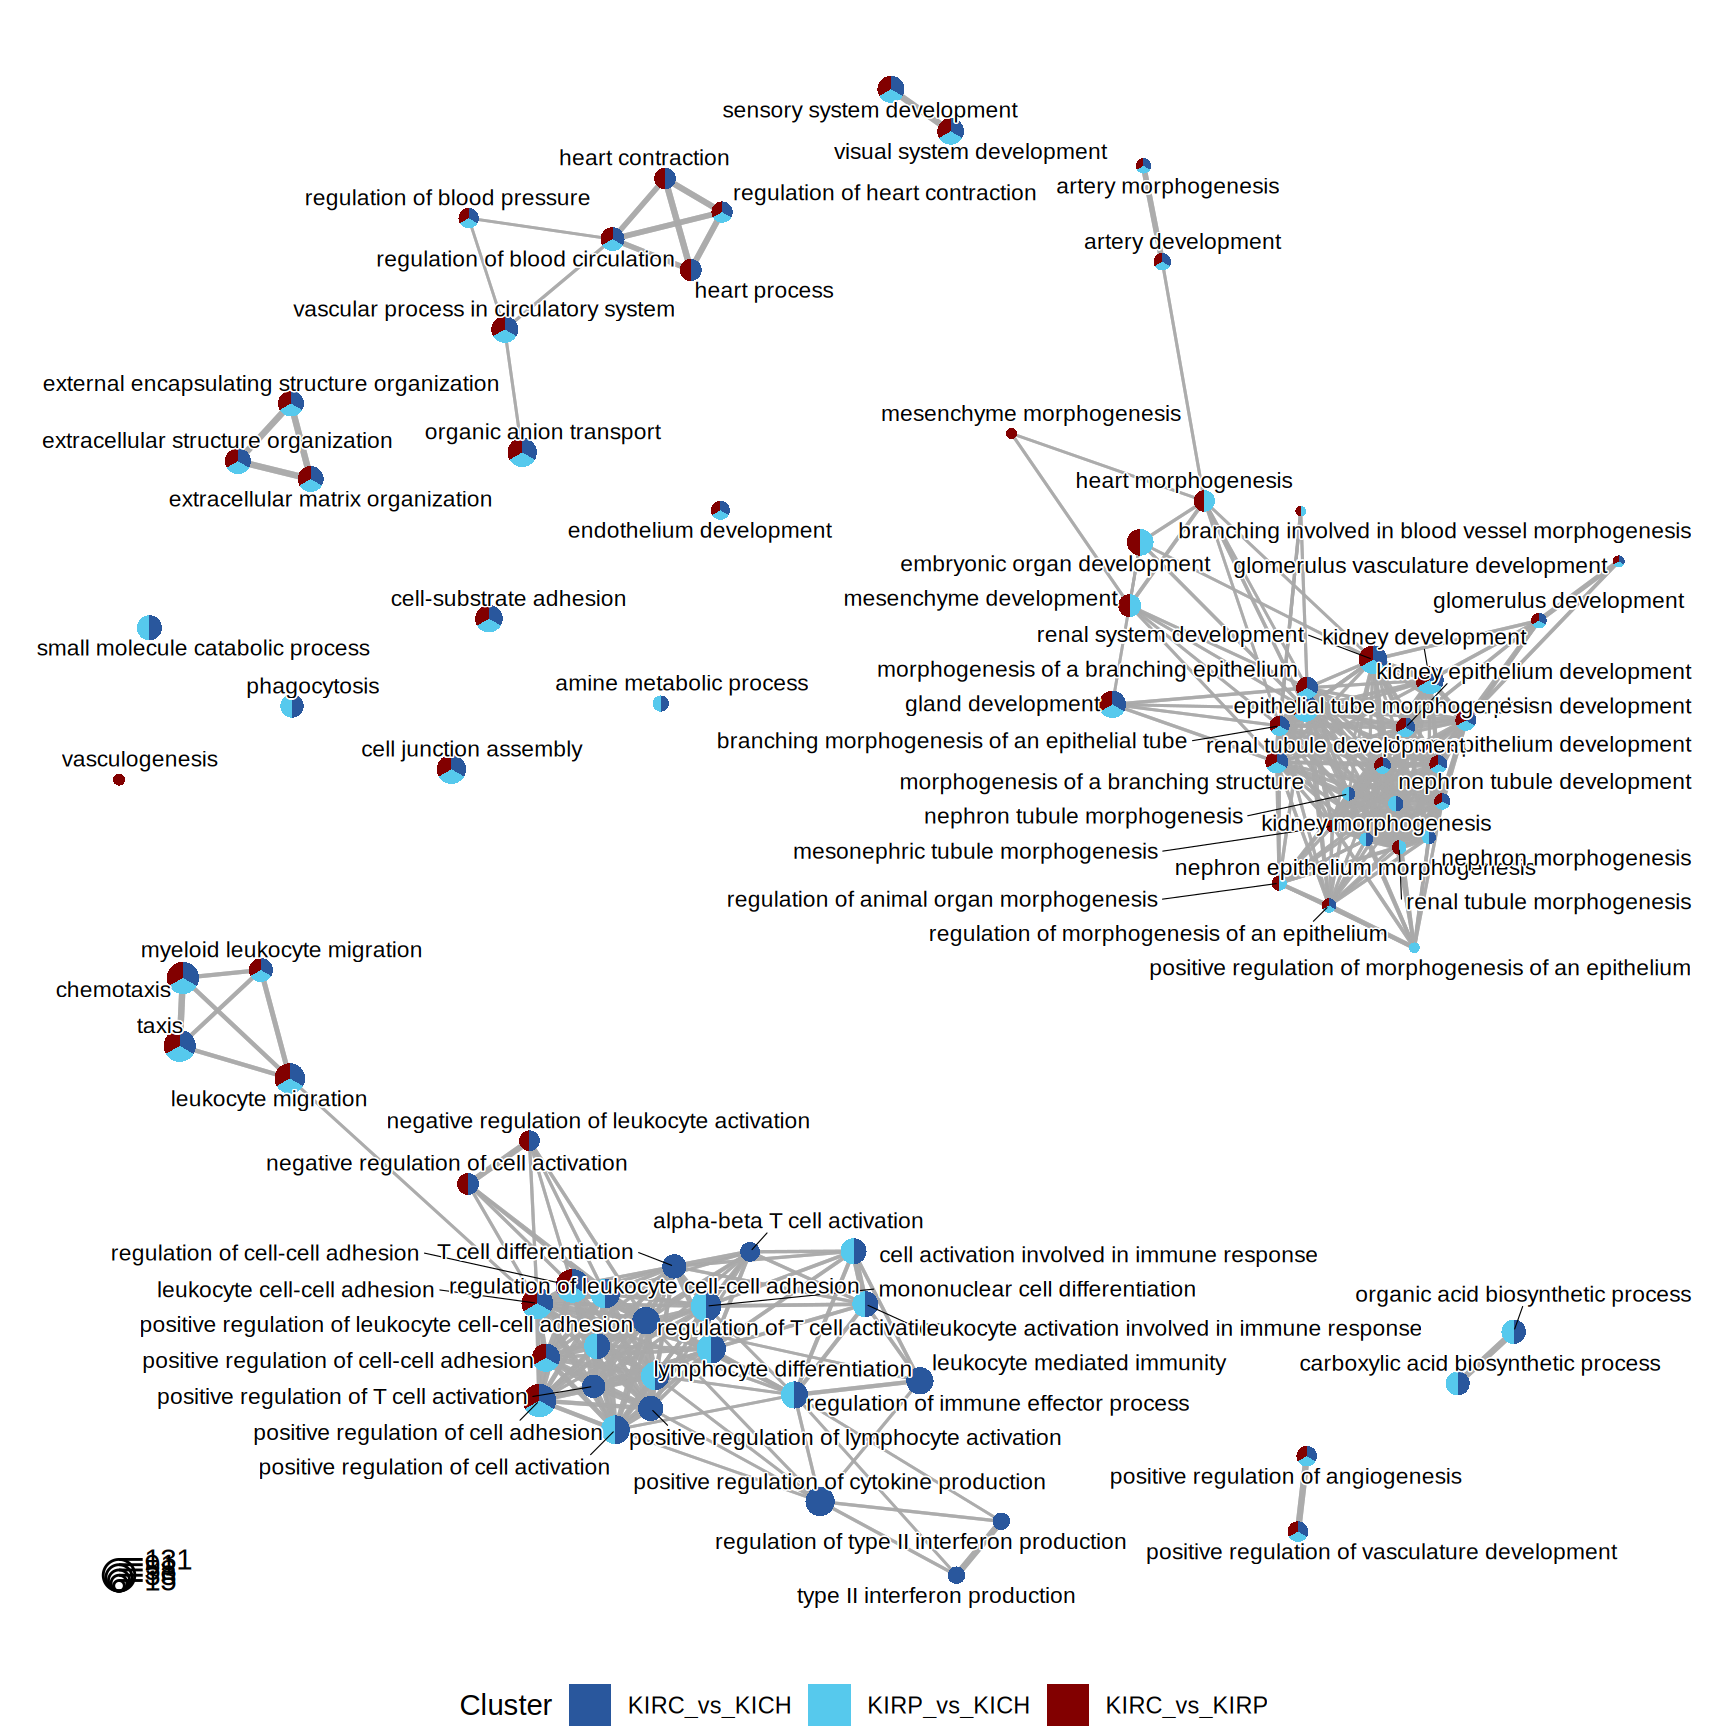 sensory system development
visual system development
heart contraction
regulation of blood pressure
regulation of heart contraction
artery morphogenesis
artery development
regulation of blood circulation
heart process
vascular process in circulatory system
external encapsulating structure organization
extracellular structure organization
organic anion transport
extracellular matrix organization
endothelium development
mesenchyme morphogenesis
heart morphogenesis
branching involved in blood vessel morphogenesis
embryonic organ development
glomerulus vasculature development
mesenchyme development
glomerulus development
cell-substrate adhesion
small molecule catabolic process
phagocytosis
amine metabolic process
renal system development
kidney development
morphogenesis of a branching epithelium
kidney epithelium development
gland development
epithelial tube morphogenesis
development
branching morphogenesis of an epithelial tube
renal tubule development
epithelium development
vasculogenesis
cell junction assembly
morphogenesis of a branching structure
nephron tubule development
nephron tubule morphogenesis
kidney morphogenesis
mesonephric tubule morphogenesis
nephron epithelium morphogenesis
nephron morphogenesis
regulation of animal organ morphogenesis
renal tubule morphogenesis
regulation of morphogenesis of an epithelium
positive regulation of morphogenesis of an epithelium
myeloid leukocyte migration
chemotaxis
taxis
leukocyte migration
negative regulation of leukocyte activation
negative regulation of cell activation
alpha-beta T cell activation
regulation of cell-cell adhesion
T cell differentiation
cell activation involved in immune response
leukocyte cell-cell adhesion
regulation of leukocyte cell-cell adhesion
mononuclear cell differentiation
organic acid biosynthetic process
positive regulation of leukocyte cell-cell adhesion
regulation of T cell activation
leukocyte activation involved in immune response
positive regulation of cell-cell adhesion
lymphocyte differentiation
leukocyte mediated immunity
carboxylic acid biosynthetic process
positive regulation of T cell activation
regulation of immune effector process
positive regulation of cell adhesion
positive regulation of lymphocyte activation
positive regulation of cell activation
positive regulation of cytokine production
positive regulation of angiogenesis
regulation of type II interferon production
positive regulation of vasculature development
type II interferon production
131
13
Cluster
KIRC_vs_KICH
KIRP_vs_KICH
KIRC_vs_KIRP